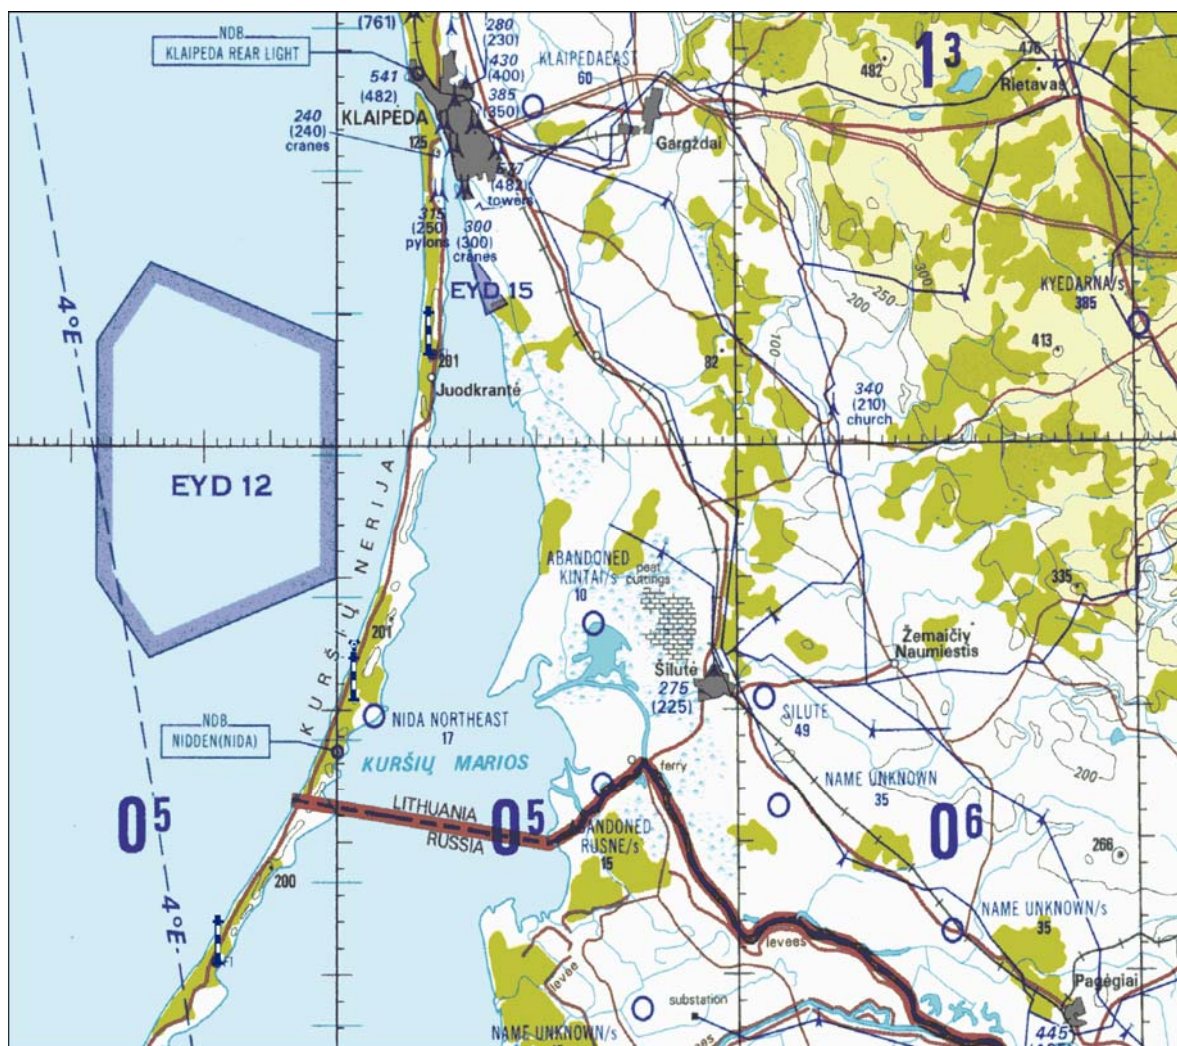 (761)
280
(230)
NDB
KLAIPEDA REAR LIGHT
KLAIPEDAEAST
60
430
(400)
541
(482)
385
(350)
482
1³
476
Rietavas
KLAIPĖDA
240
(240)
cranes
125
Gargždai
577
(482)
towers
315
(250)
pylons
300
(300)
cranes
EYD 15
4°E
300
250
200
KYEDARNA/s
385
100
82
413
201
Juodkrantė
340
(210)
church
EYD 12
KURŠIŲ NERIJA
ABANDONED
KINTAI/s
10
peat
cuttings
335
201
Žemaičių
Naumiestis
Šilutė
275
(225)
SILUTE
49
NDB
NIDDEN(NIDA)
NIDA NORTHEAST
17
KURŠIŲ MARIOS
ferry
200
NAME UNKNOWN
35
LITHUANIA
RUSSIA
0⁵
0⁵
0⁶
ABANDONED
RUSNE/s
15
266
200
4°E
NAME UNKNOWN/s
35
levees
levée
Pagėgiai
substation
NAME UNKNOWN/s
445